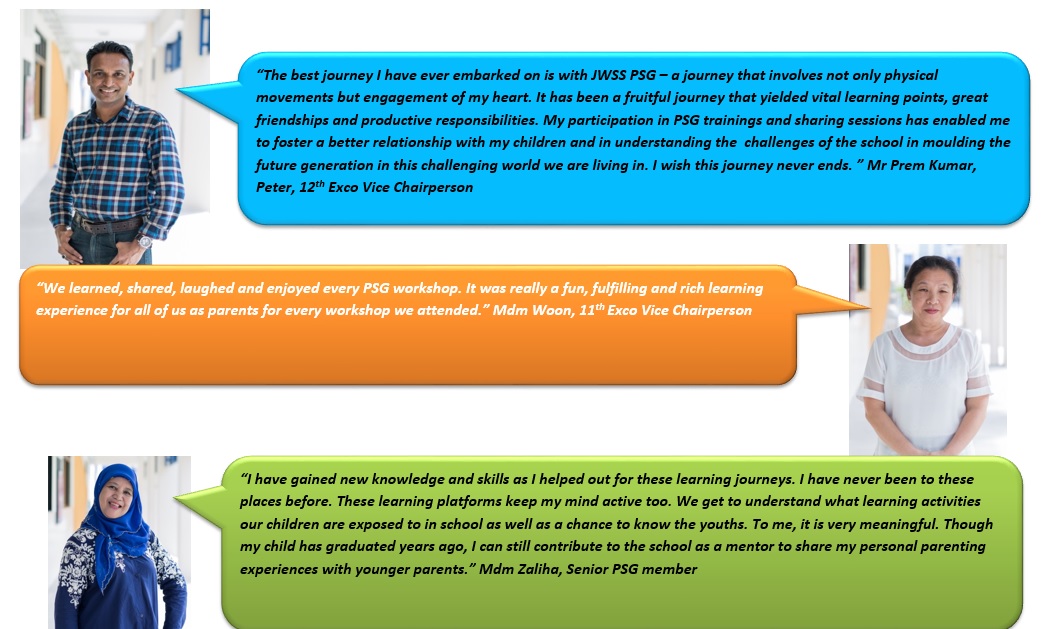 “The best journey I have ever embarked on is with JWSS PSG – a journey that involves not only physical
movements but engagement of my heart. It has been a fruitful journey that yielded vital learning points, great
friendships and productive responsibilities. My participation in PSG trainings and sharing sessions has enabled me
to foster a better relationship with my children and in understanding the challenges of the school in moulding the
future generation in this challenging world we are living in. I wish this journey never ends. ” Mr Prem Kumar,
Peter, 12th Exco Vice Chairperson
“We learned, shared, laughed and enjoyed every PSG workshop. It was really a fun, fulfilling and rich learning
experience for all of us as parents for every workshop we attended.” Mdm Woon, 11th Exco Vice Chairperson
“I have gained new knowledge and skills as I helped out for these learning journeys. I have never been to these
places before. These learning platforms keep my mind active too. We get to understand what learning activities
our children are exposed to in school as well as a chance to know the youths. To me, it is very meaningful. Though
my child has graduated years ago, I can still contribute to the school as a mentor to share my personal parenting
experiences with younger parents.” Mdm Zaliha, Senior PSG member